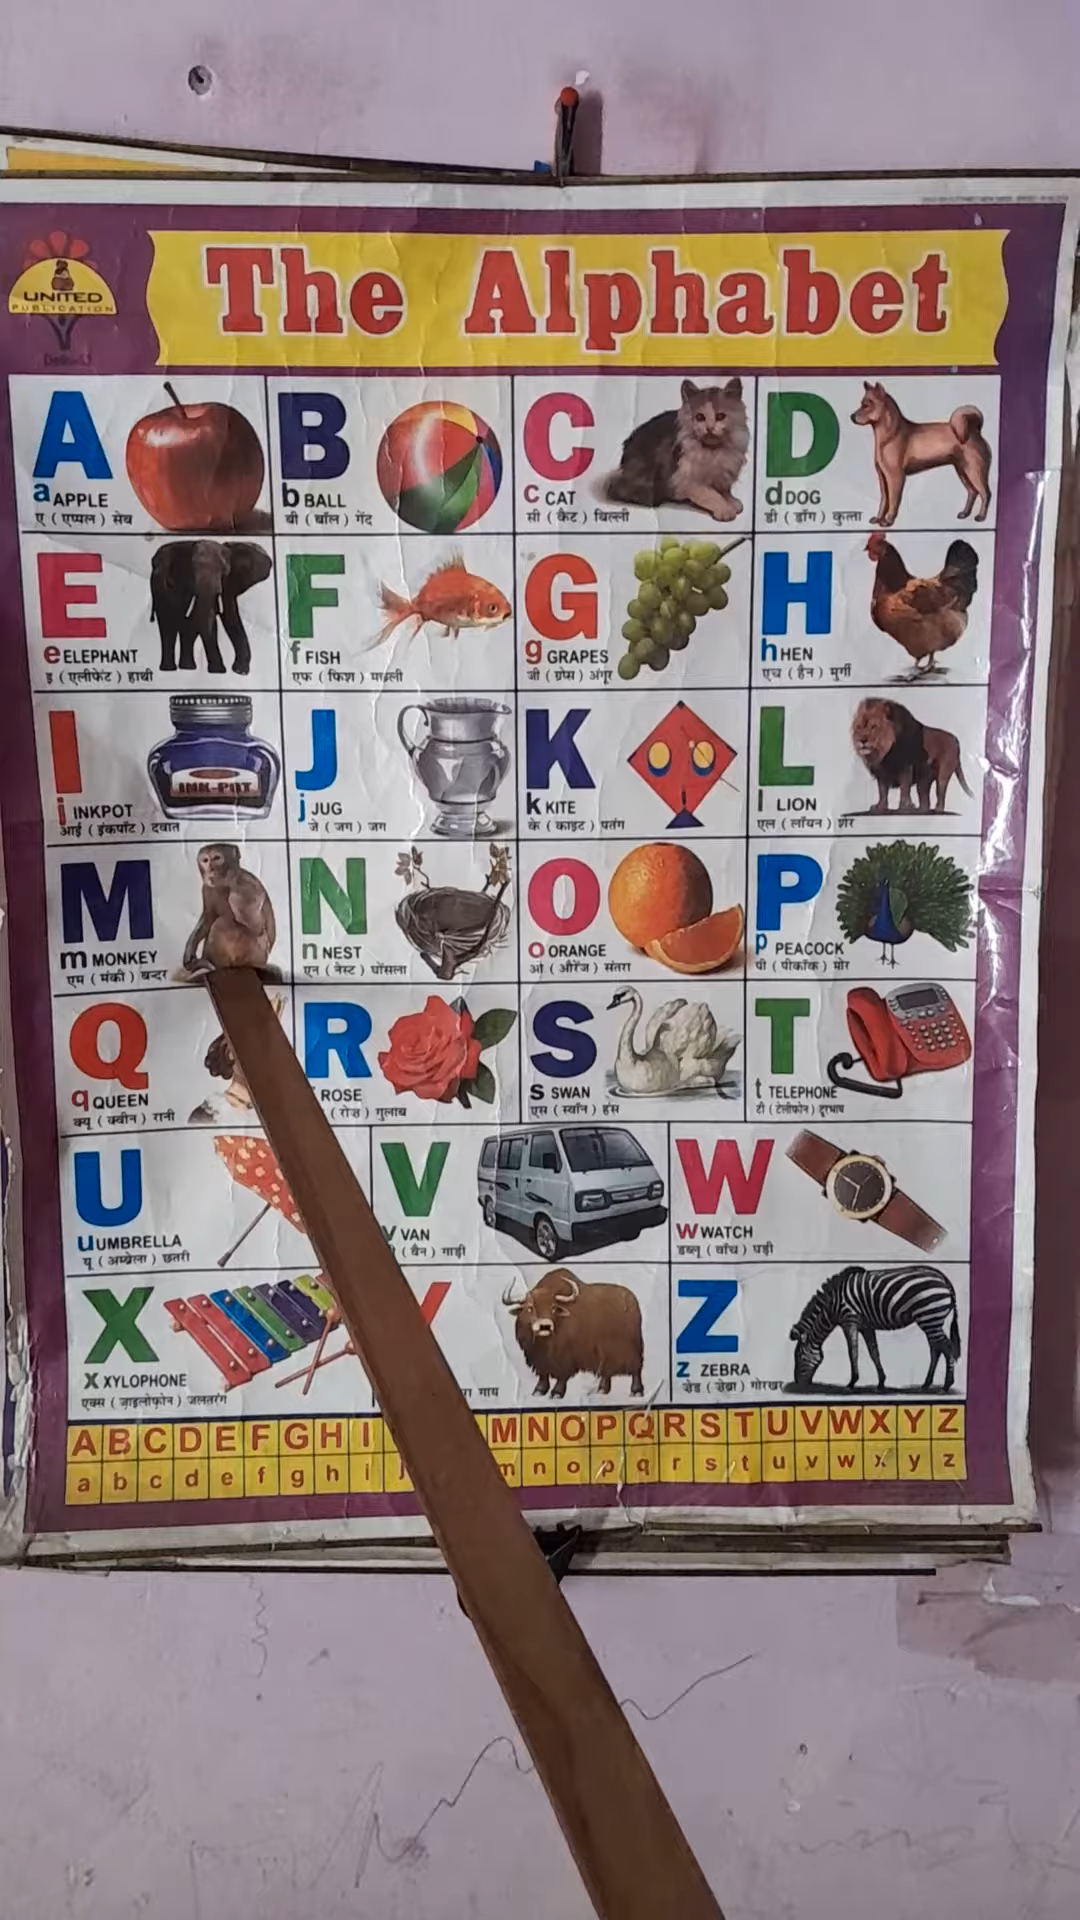 UNITED
PUBLICATION
The Alphabet
A
a APPLE
ए ( एप्पल ) सेब
B
b BALL
बी ( बॉल ) गेंद
C
c CAT
सी ( कैट ) बिल्ली
D
d DOG
डी ( डॉग ) कुत्ता
E
e ELEPHANT
इ ( एलीफेंट ) हाथी
F
f FISH
एफ ( फिश ) मछली
G
g GRAPES
जी ( ग्रेप्स ) अंगूर
H
h HEN
एच ( हैन ) मुर्गी
I
INK-POT
i INKPOT
आई ( इंकपॉट ) दवात
J
j JUG
जे ( जग ) जग
K
k KITE
के ( काइट ) पतंग
L
l LION
एल ( लॉयन ) शेर
M
m MONKEY
एम ( मंकी ) बन्दर
N
n NEST
एन ( नेस्ट ) घोंसला
O
o ORANGE
ओ ( औरेंज ) संतरा
P
p PEACOCK
पी ( पीकॉक ) मोर
Q
q QUEEN
क्यू ( क्वीन ) रानी
R
ROSE
( रोज़ ) गुलाब
S
s SWAN
एस ( स्वॉन ) हंस
T
t TELEPHONE
टी ( टेलीफोन ) दूरभाष
U
u UMBRELLA
यू ( अम्ब्रेला ) छतरी
V
v VAN
( वैन ) गाड़ी
W
w WATCH
डब्लू ( वॉच ) घड़ी
X
x XYLOPHONE
एक्स ( ज़ाइलोफ़ोन ) जलतरंग
Y
गाय
Z
z ZEBRA
ज़ेड ( ज़ेब्रा ) गोरखर
A B C D E F G H I M N O P Q R S T U V W X Y Z
a b c d e f g h i j m n o p q r s t u v w x y z